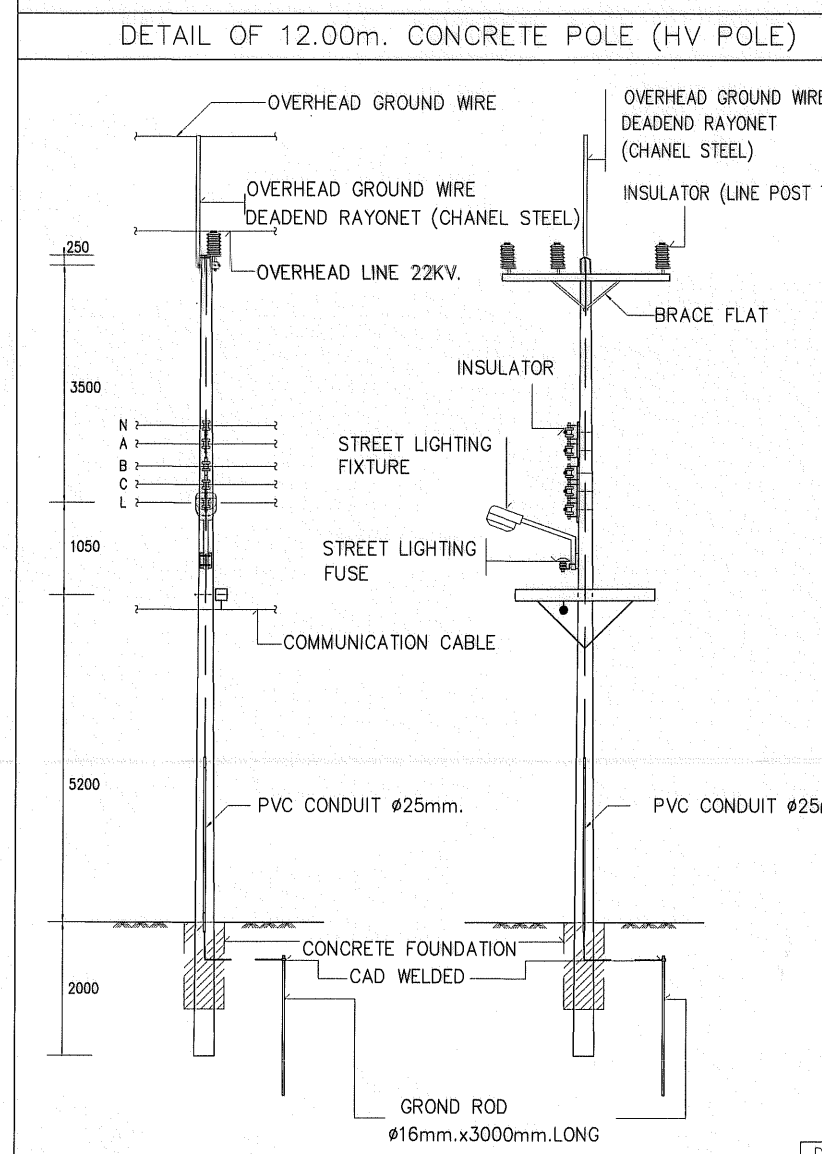 DETAIL OF 12.00m. CONCRETE POLE (HV POLE)
OVERHEAD GROUND WIRE
OVERHEAD GROUND WIRE
DEADEND RAYONET (CHANEL STEEL)
OVERHEAD LINE 22KV.
250
3500
1050
5200
2000
N
A
B
C
L
COMMUNICATION CABLE
PVC CONDUIT ø25mm.
OVERHEAD GROUND WIRE
DEADEND RAYONET
(CHANEL STEEL)
INSULATOR (LINE POST
BRACE FLAT
INSULATOR
STREET LIGHTING
FIXTURE
STREET LIGHTING
FUSE
PVC CONDUIT ø25
CONCRETE FOUNDATION
CAD WELDED
GROND ROD
ø16mm.x3000mm.LONG